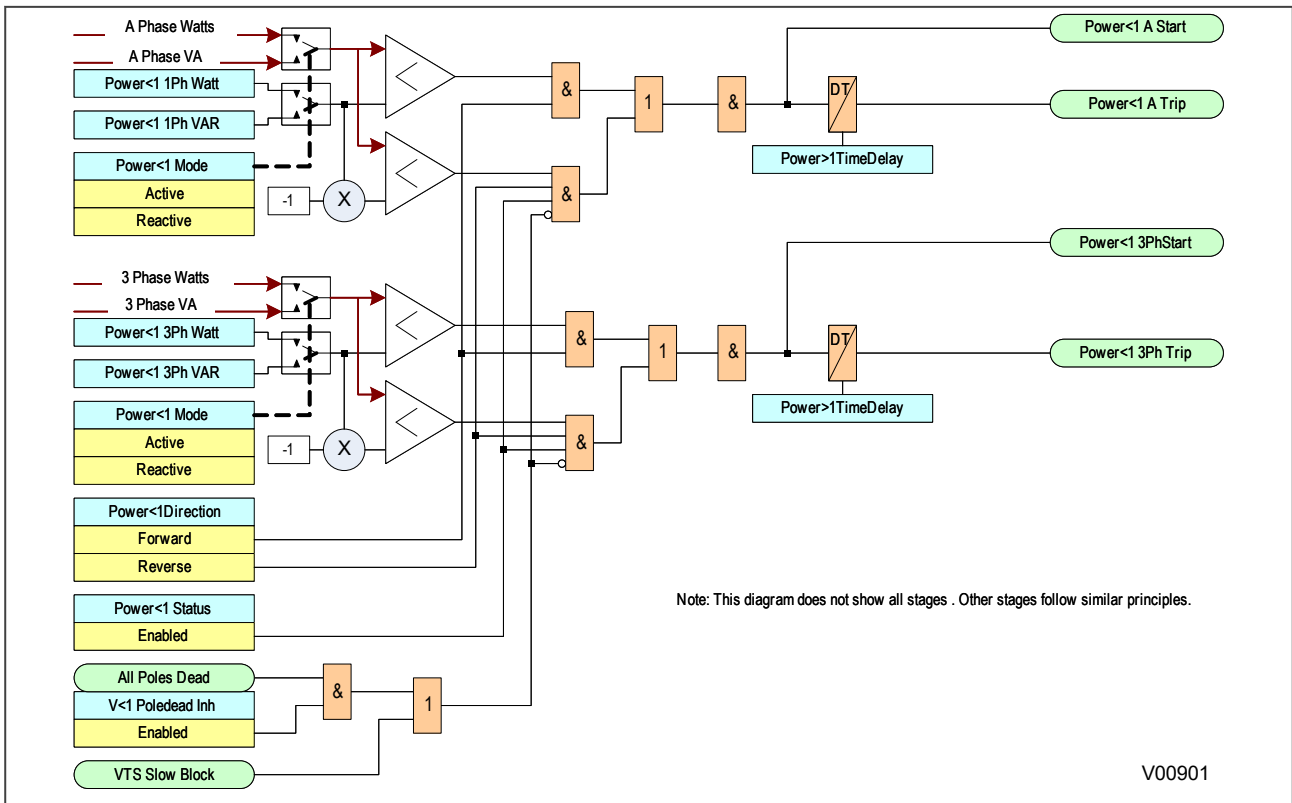 A Phase Watts
A Phase VA
Power<1 1Ph Watt
Power<1 1Ph VAR
Power<1 Mode
Active
Reactive
-1
X
&
&
1
&
DT
Power>1TimeDelay
Power<1 A Start
Power<1 A Trip
3 Phase Watts
3 Phase VA
Power<1 3Ph Watt
Power<1 3Ph VAR
Power<1 Mode
Active
Reactive
-1
X
&
&
1
&
DT
Power>1TimeDelay
Power<1 3PhStart
Power<1 3Ph Trip
Power<1Direction
Forward
Reverse
Power<1 Status
Enabled
All Poles Dead
V<1 Poledead Inh
Enabled
VTS Slow Block
&
1
Note: This diagram does not show all stages . Other stages follow similar principles.
V00901